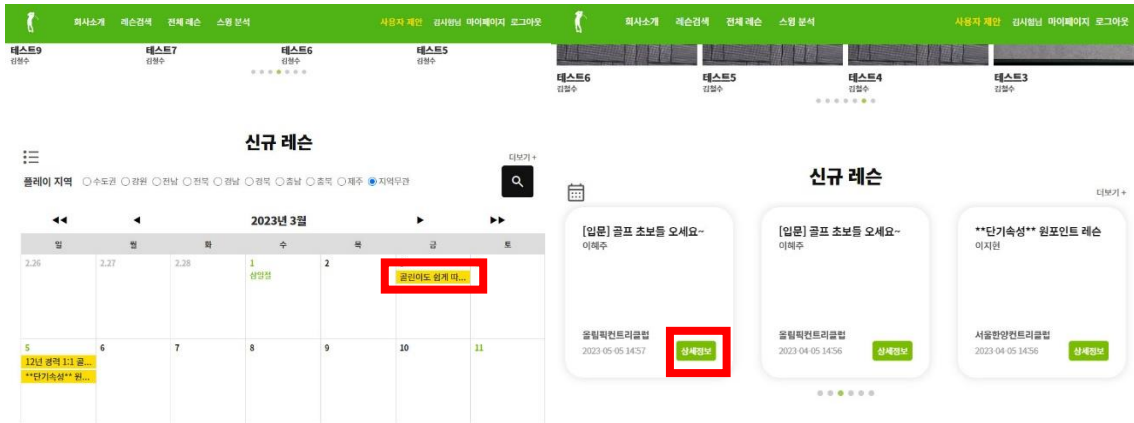 회사소개 레슨검색 전체 레슨 스윙 분석 사용자 제안 김시험님 마이페이지 로그아웃
테스트9 테스트7 테스트6 테스트5
김철수 김철수 김철수 김철수
신규 레슨
더보기 +
플레이 지역 수도권 강원 전남 전북 경남 경북 충남 충북 제주 지역무관
2023년 3월
일 월 화 수 목 금 토
2.26 2.27 2.28 1 2
삼일절
골린이도 쉽게 따...
5 6 7 8 9 10 11
12년 경력 1:1 골...
**단기속성** 원...
회사소개 레슨검색 전체 레슨 스윙 분석 사용자 제안 김시험님 마이페이지 로그아웃
테스트6 테스트5 테스트4 테스트3
김철수 김철수 김철수 김철수
신규 레슨
더보기 +
[입문] 골프 초보들 오세요~
이혜주
올림픽컨트리클럽
2023-05-05 14:57 상세정보
[입문] 골프 초보들 오세요~
이혜주
올림픽컨트리클럽
2023-04-05 14:56 상세정보
**단기속성** 원포인트 레슨
이지현
서울한양컨트리클럽
2023-04-05 14:56 상세정보